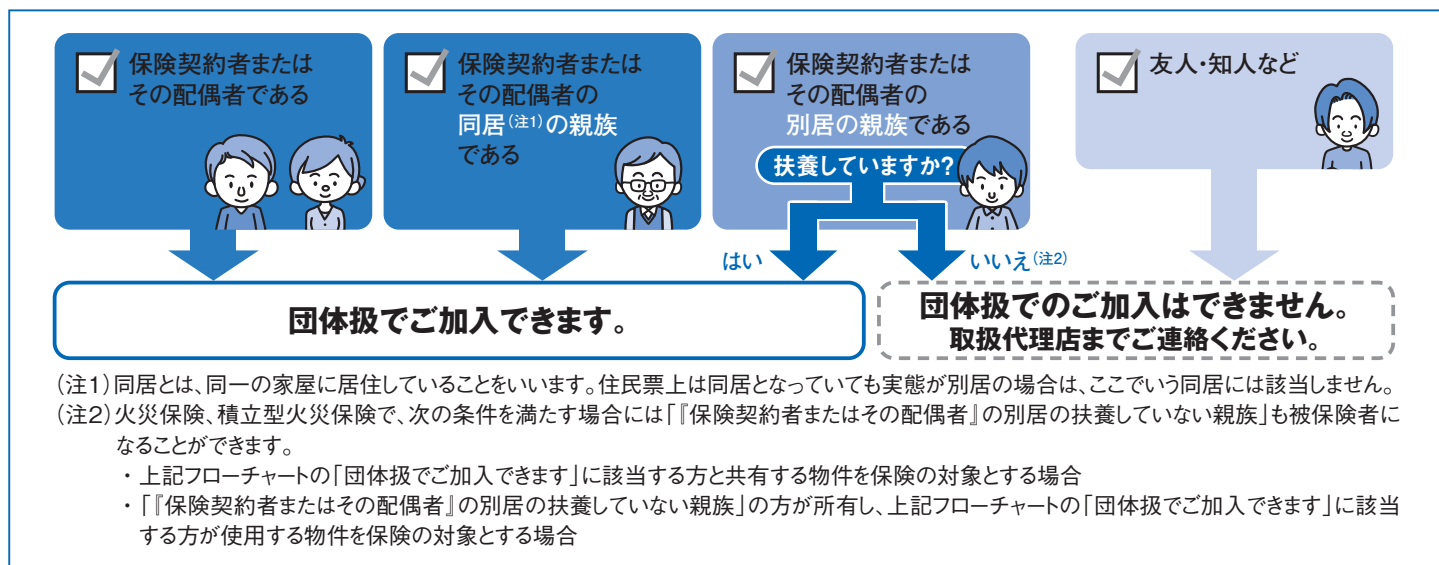 保険契約者または
その配偶者である
保険契約者または
その配偶者の
同居(注1)の親族
である
保険契約者または
その配偶者の
別居の親族である
扶養していますか?
友人・知人など
はい
いいえ(注2)
団体扱でご加入できます。
団体扱でのご加入はできません。
取扱代理店までご連絡ください。
(注1)同居とは、同一の家屋に居住していることをいいます。住民票上は同居となっていても実態が別居の場合は、ここでいう同居には該当しません。
(注2)火災保険、積立型火災保険で、次の条件を満たす場合には「『保険契約者またはその配偶者』の別居の扶養していない親族」も被保険者に
なることができます。
・上記フローチャートの「団体扱でご加入できます」に該当する方と共有する物件を保険の対象とする場合
・「『保険契約者またはその配偶者』の別居の扶養していない親族」の方が所有し、上記フローチャートの「団体扱でご加入できます」に該当
する方が使用する物件を保険の対象とする場合